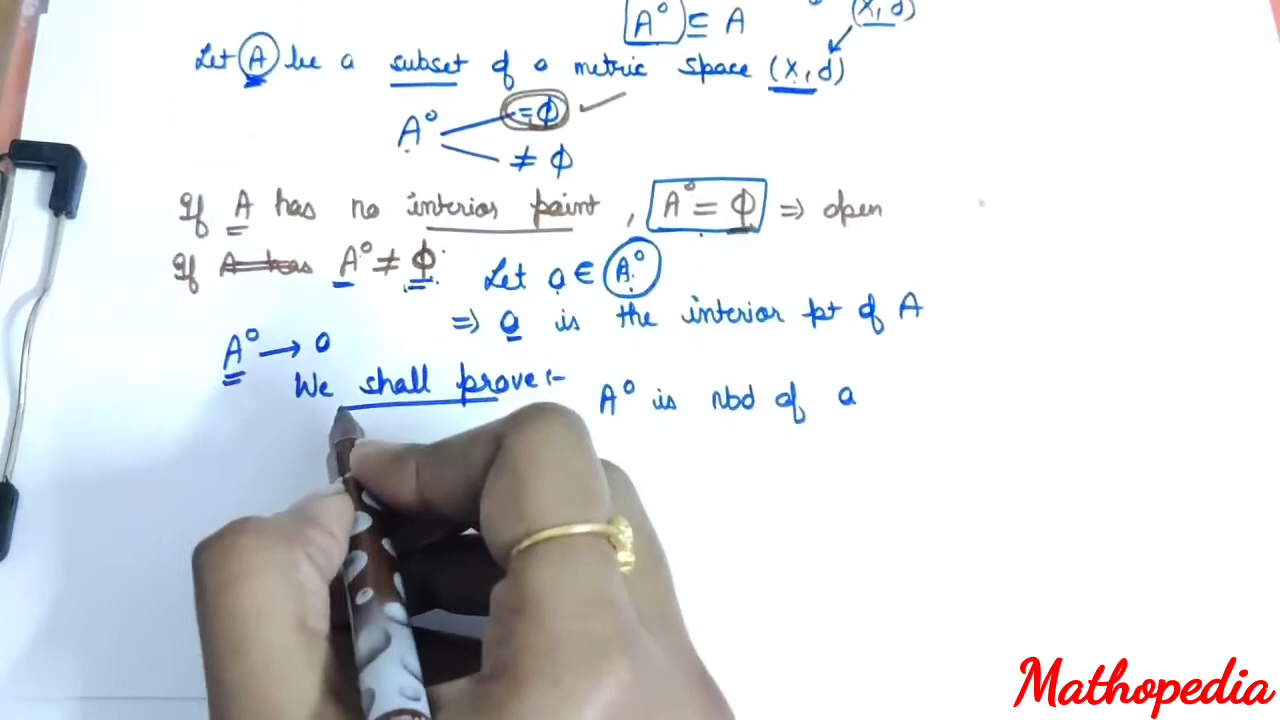 A° ⊆ A (X, d)
Let A be a subset of a metric space (X, d)
A° = ϕ ✓
≠ ϕ
If A has no interior point, A° = ϕ ⇒ open
If A has A° ≠ ϕ. Let a ∈ A°
⇒ a is the interior pt of A
A° → o
We shall prove :- A° is nbd of a
Mathopedia